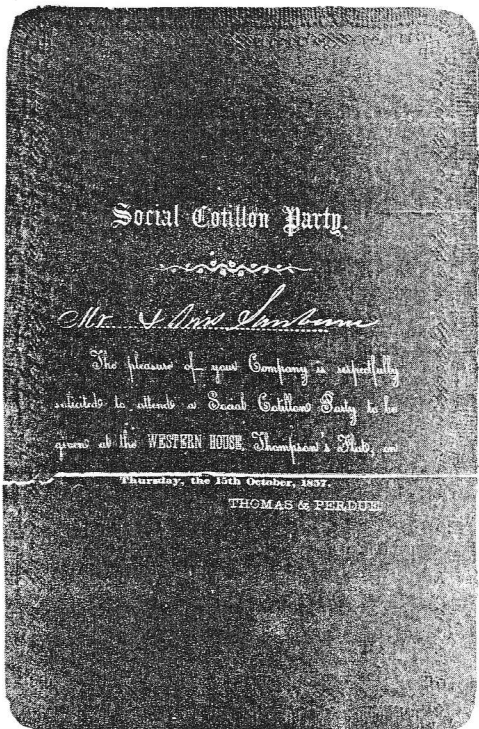 Social Cotillon Party.
Mr. &
The pleasure of your Company is respectfully
solicited to attend a Social Cotillon Party to be
given at the WESTERN HOUSE, Thompson's Flat, on
Thursday, the 15th October, 1857.
THOMAS & PERDUE